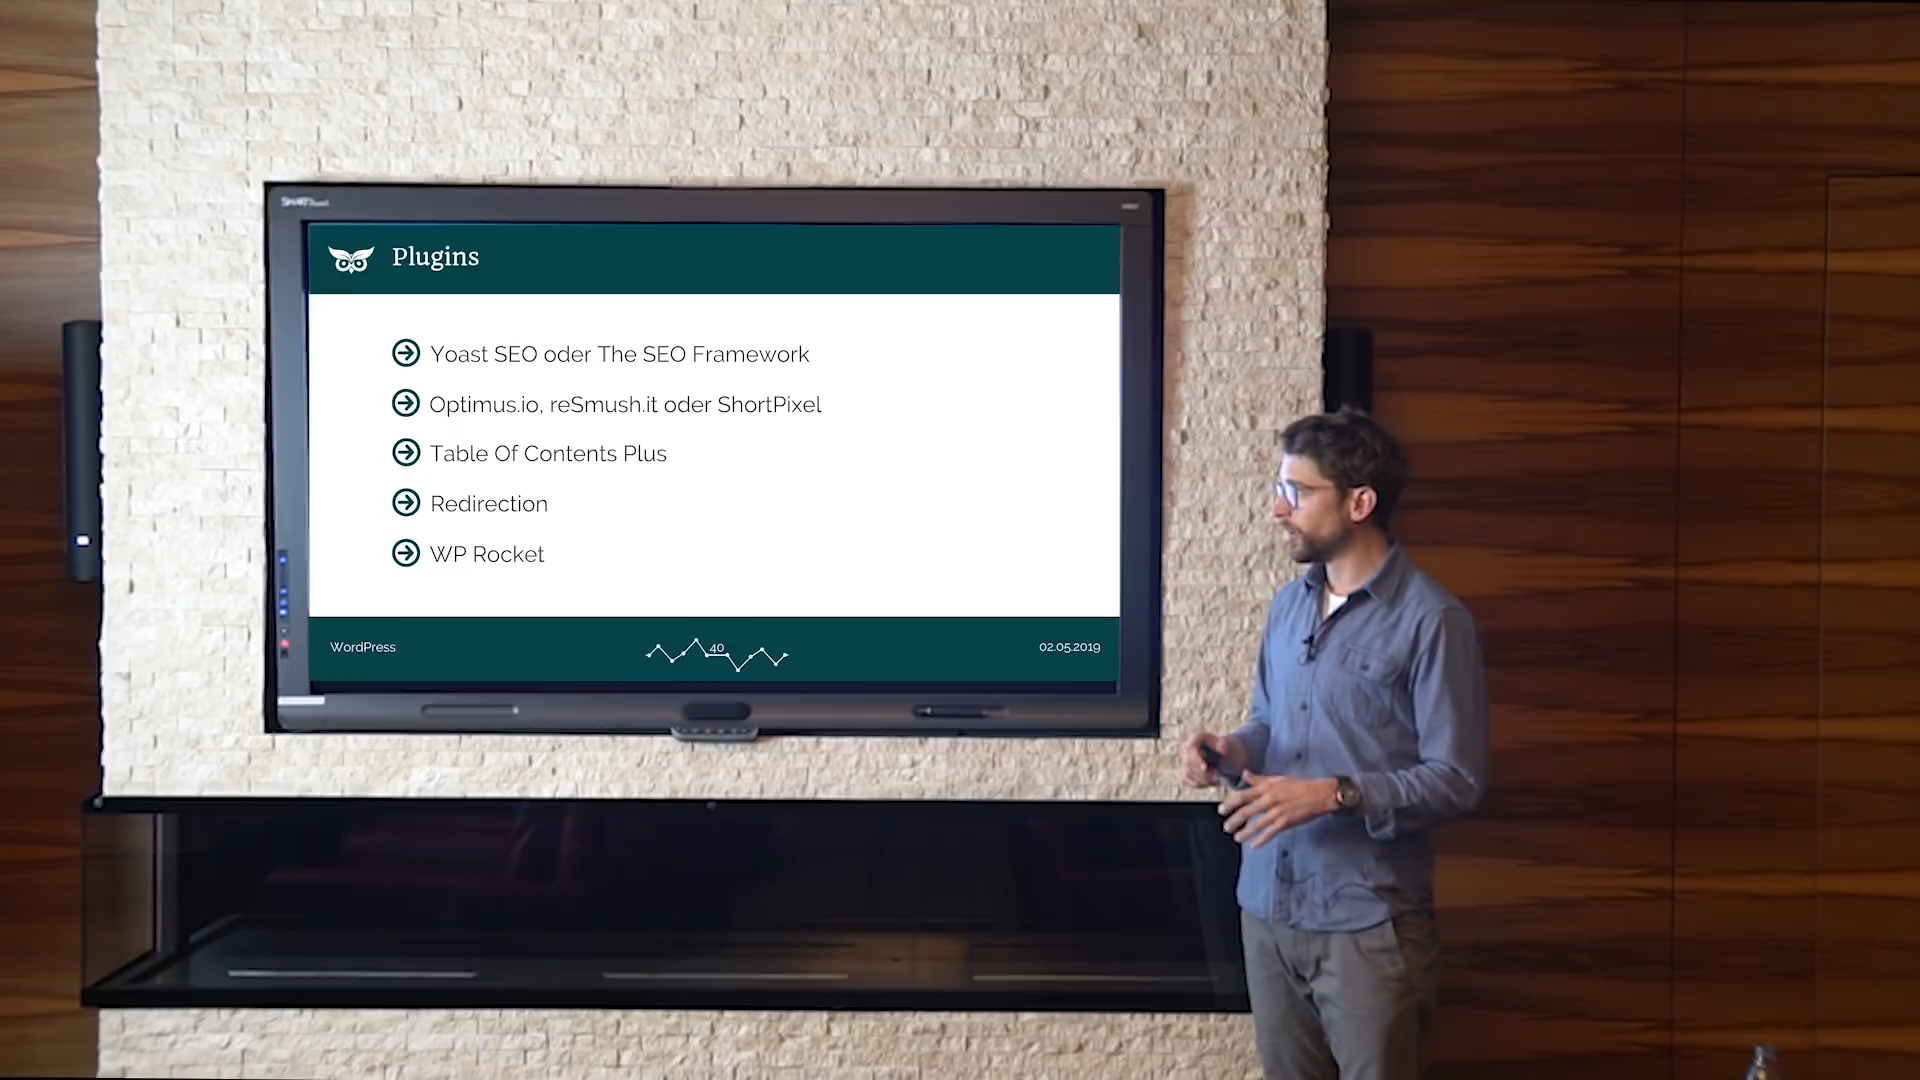 SMART
Plugins
Yoast SEO oder The SEO Framework
Optimus.io, reSmush.it oder ShortPixel
Table Of Contents Plus
Redirection
WP Rocket
WordPress
40
02.05.2019